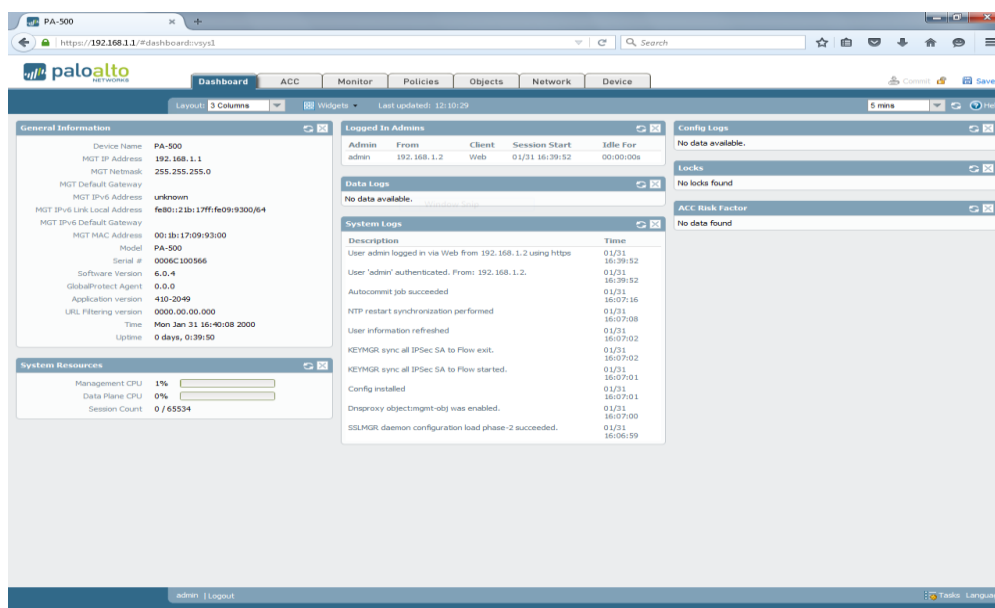 PA-500
https://192.168.1.1/#dashboard::vsys1
Search
paloalto
NETWORKS
Dashboard ACC Monitor Policies Objects Network Device
Commit Save
Layout: 3 Columns Widgets Last updated: 12:10:29 5 mins
General Information
Device Name PA-500
MGT IP Address 192.168.1.1
MGT Netmask 255.255.255.0
MGT Default Gateway
MGT IPv6 Address unknown
MGT IPv6 Link Local Address fe80::21b:17ff:fe09:9300/64
MGT IPv6 Default Gateway
MGT MAC Address 00:1b:17:09:93:00
Model PA-500
Serial # 0006C100566
Software Version 6.0.4
GlobalProtect Agent 0.0.0
Application version 410-2049
URL Filtering version 0000.00.00.000
Time Mon Jan 31 16:40:08 2000
Uptime 0 days, 0:39:50
System Resources
Management CPU 1%
Data Plane CPU 0%
Session Count 0 / 65534
Logged In Admins
Admin From Client Session Start Idle For
admin 192.168.1.2 Web 01/31 16:39:52 00:00:00s
Data Logs
No data available.
Window Snip
System Logs
Description Time
User admin logged in via Web from 192.168.1.2 using https 01/31
16:39:52
User 'admin' authenticated. From: 192.168.1.2. 01/31
16:39:52
Autocommit job succeeded 01/31
16:07:16
NTP restart synchronization performed 01/31
16:07:08
User information refreshed 01/31
16:07:02
KEYMGR sync all IPSec SA to Flow exit. 01/31
16:07:02
KEYMGR sync all IPSec SA to Flow started. 01/31
16:07:01
Config installed 01/31
16:07:01
Dnsproxy object:mgmt-obj was enabled. 01/31
16:07:00
SSLMGR daemon configuration load phase-2 succeeded. 01/31
16:06:59
Config Logs
No data available.
Locks
No locks found
ACC Risk Factor
No data found
admin | Logout
Tasks